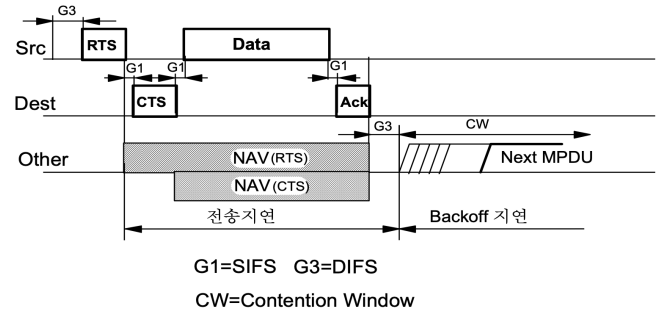 G3
Src
RTS
G1
G1
Data
G1
Dest
CTS
Ack
G3
CW
Other
NAV(RTS)
Next MPDU
NAV(CTS)
전송지연
Backoff 지연
G1=SIFS G3=DIFS
CW=Contention Window